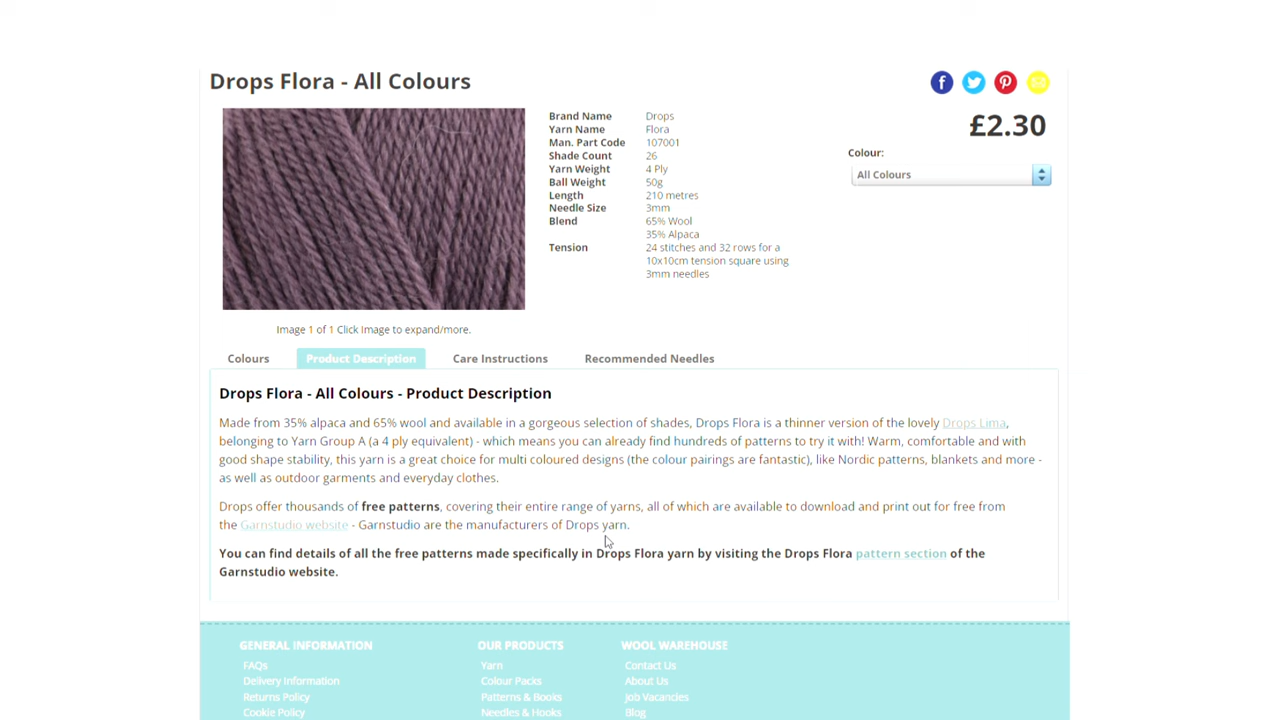 Drops Flora - All Colours
£2.30
Brand Name Drops
Yarn Name Flora
Man. Part Code 107001
Shade Count 26
Yarn Weight 4 Ply
Ball Weight 50g
Length 210 metres
Needle Size 3mm
Blend 65% Wool
35% Alpaca
Tension 24 stitches and 32 rows for a
10x10cm tension square using
3mm needles
Colour:
All Colours
Image 1 of 1 Click Image to expand/more.
Colours Product Description Care Instructions Recommended Needles
Drops Flora - All Colours - Product Description
Made from 35% alpaca and 65% wool and available in a gorgeous selection of shades, Drops Flora is a thinner version of the lovely Drops Lima,
belonging to Yarn Group A (a 4 ply equivalent) - which means you can already find hundreds of patterns to try it with! Warm, comfortable and with
good shape stability, this yarn is a great choice for multi coloured designs (the colour pairings are fantastic), like Nordic patterns, blankets and more -
as well as outdoor garments and everyday clothes.
Drops offer thousands of free patterns, covering their entire range of yarns, all of which are available to download and print out for free from
the Garnstudio website - Garnstudio are the manufacturers of Drops yarn.
You can find details of all the free patterns made specifically in Drops Flora yarn by visiting the Drops Flora pattern section of the
Garnstudio website.
GENERAL INFORMATION OUR PRODUCTS WOOL WAREHOUSE
FAQs Yarn Contact Us
Delivery Information Colour Packs About Us
Returns Policy Patterns & Books Job Vacancies
Cookie Policy Needles & Hooks Blog